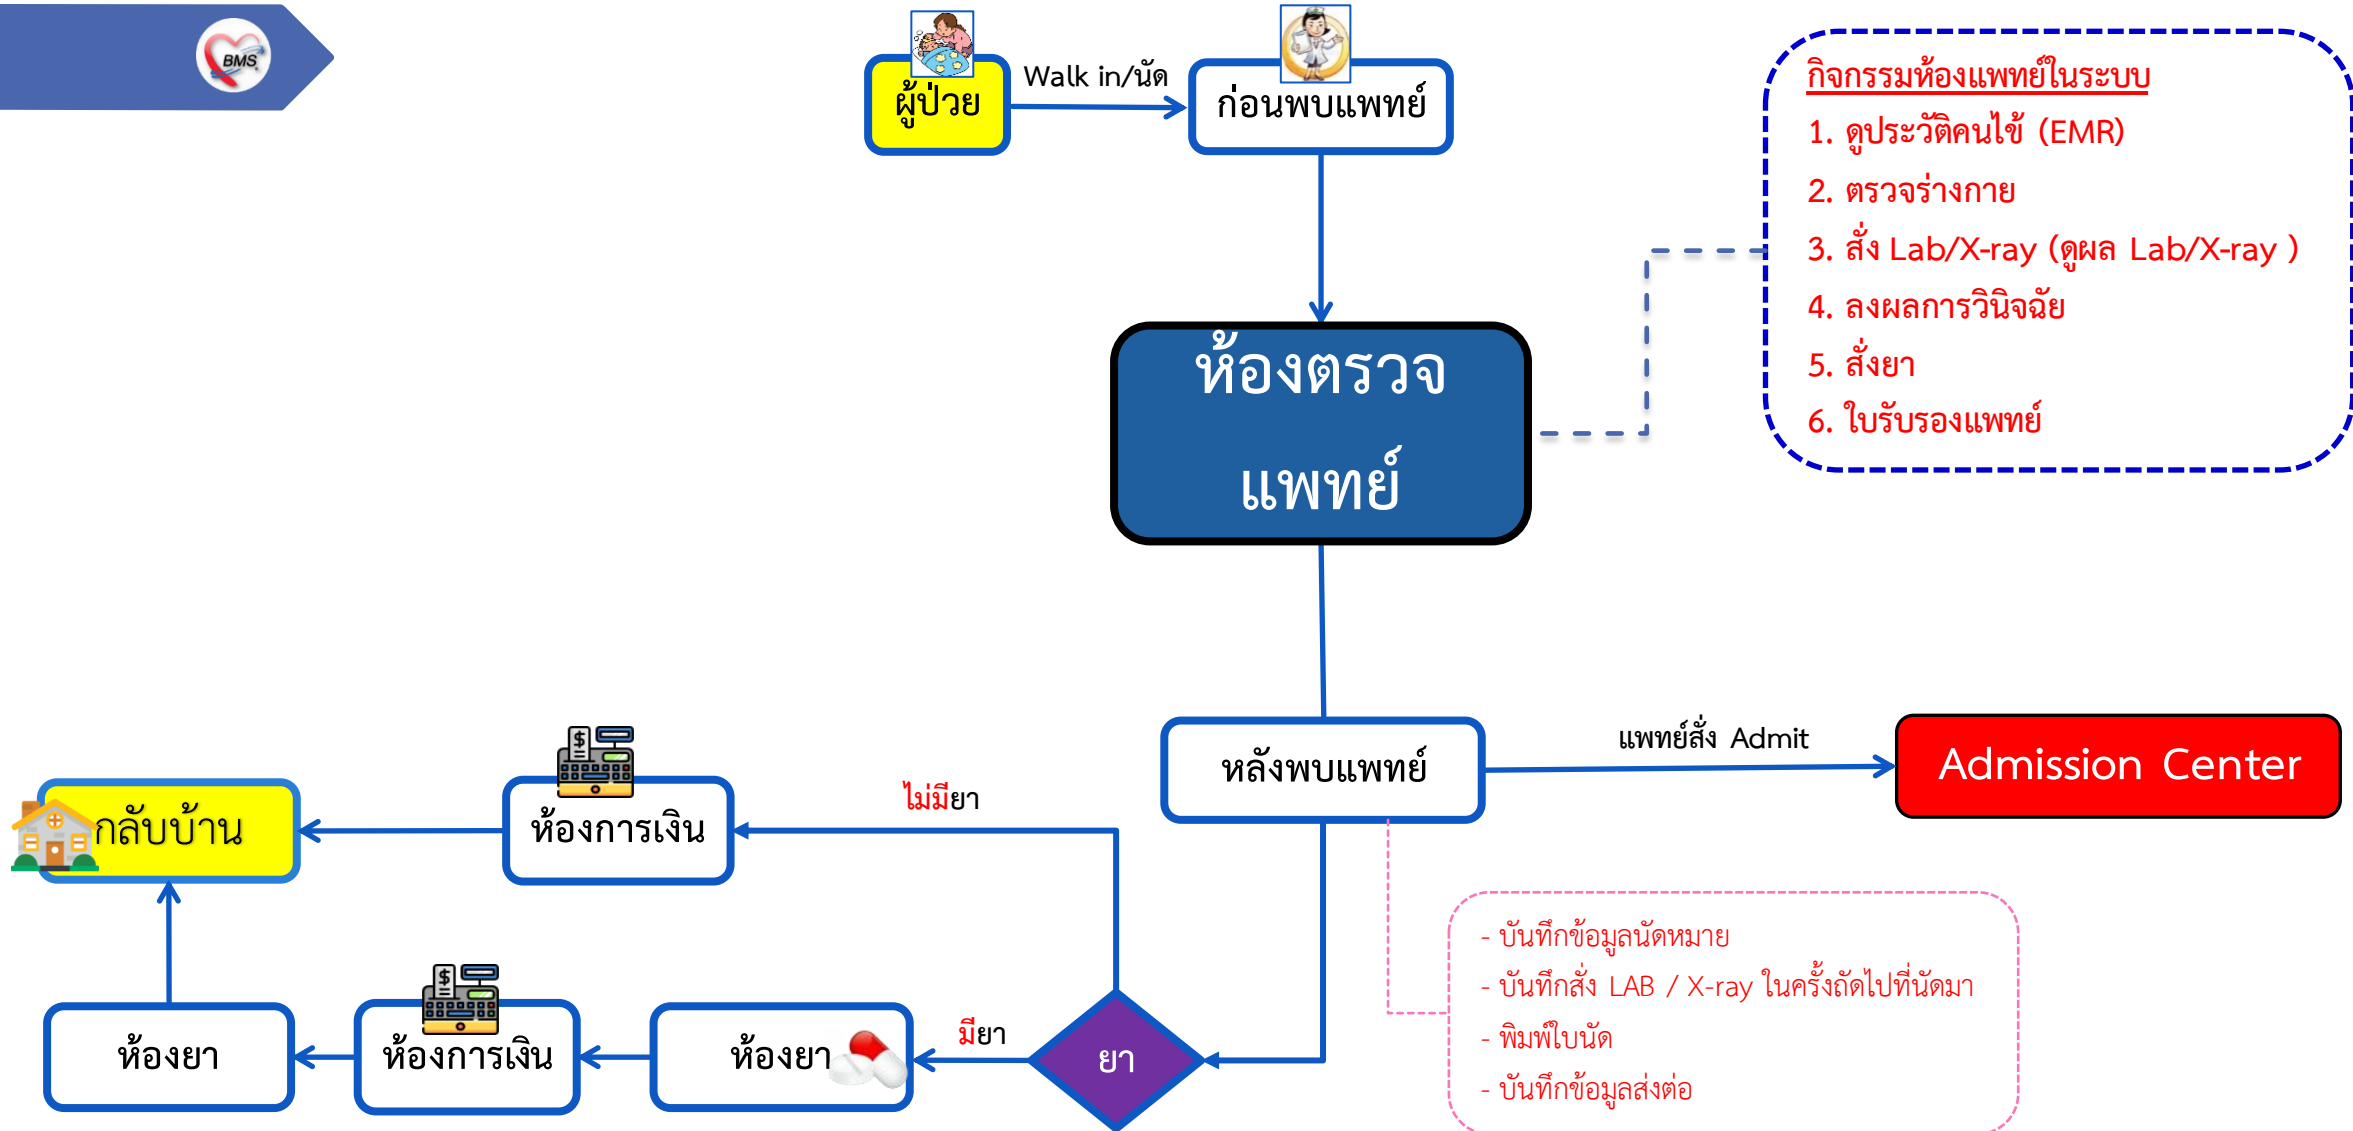 BMS
ผู้ป่วย
Walk in/นัด
ก่อนพบแพทย์
กิจกรรมห้องแพทย์ในระบบ
1. ดูประวัติคนไข้ (EMR)
2. ตรวจร่างกาย
3. สั่ง Lab/X-ray (ดูผล Lab/X-ray )
4. ลงผลการวินิจฉัย
5. สั่งยา
6. ใบรับรองแพทย์
ห้องตรวจ
แพทย์
หลังพบแพทย์
แพทย์สั่ง Admit
Admission Center
ไม่มียา
ห้องการเงิน
กลับบ้าน
- บันทึกข้อมูลนัดหมาย
- บันทึกสั่ง LAB / X-ray ในครั้งถัดไปที่นัดมา
- พิมพ์ใบนัด
- บันทึกข้อมูลส่งต่อ
ยา
มียา
ห้องยา
ห้องการเงิน
ห้องยา